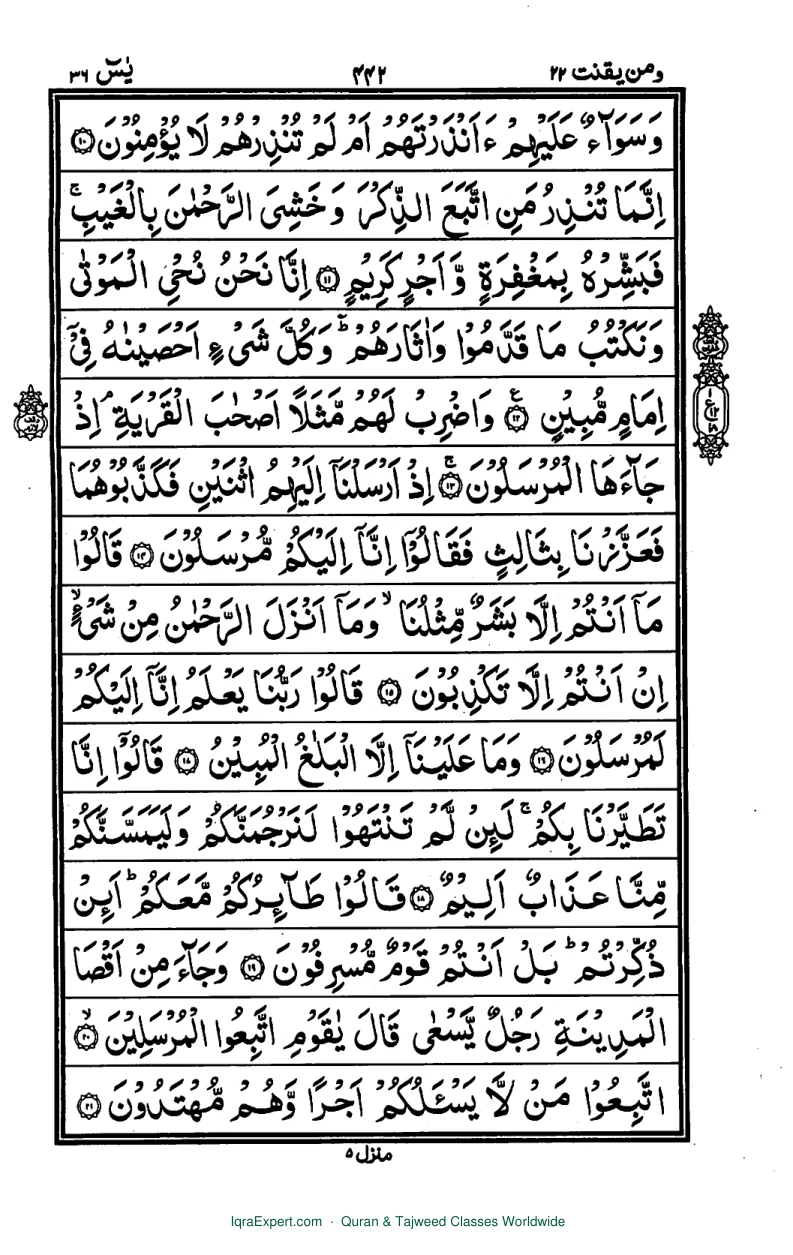 ومن يقنت ٢٢ ٤٤٢ يٰسٓ ٣٦
وَسَوَآءٌ عَلَيْهِمْ ءَاَنْذَرْتَهُمْ اَمْ لَمْ تُنْذِرْهُمْ لَا يُؤْمِنُوْنَ ۝١٠
اِنَّمَا تُنْذِرُ مَنِ اتَّبَعَ الذِّكْرَ وَخَشِىَ الرَّحْمٰنَ بِالْغَيْبِ ۚ
فَبَشِّرْهُ بِمَغْفِرَةٍ وَّاَجْرٍ كَرِيْمٍ ۝١١ اِنَّا نَحْنُ نُحْىِ الْمَوْتٰى
وَنَكْتُبُ مَا قَدَّمُوْا وَاٰثَارَهُمْ ؕ وَكُلَّ شَىْءٍ اَحْصَيْنٰهُ فِىْۤ
اِمَامٍ مُّبِيْنٍ ۝١٢ ع وَاضْرِبْ لَهُمْ مَّثَلًا اَصْحٰبَ الْقَرْيَةِ ۘ اِذْ
جَآءَهَا الْمُرْسَلُوْنَ ۝١٣ ۚ اِذْ اَرْسَلْنَاۤ اِلَيْهِمُ اثْنَيْنِ فَكَذَّبُوْهُمَا
فَعَزَّزْنَا بِثَالِثٍ فَقَالُوْۤا اِنَّاۤ اِلَيْكُمْ مُّرْسَلُوْنَ ۝١٤ قَالُوْا
مَاۤ اَنْتُمْ اِلَّا بَشَرٌ مِّثْلُنَا ۙ وَمَاۤ اَنْزَلَ الرَّحْمٰنُ مِنْ شَىْءٍ ۙ
اِنْ اَنْتُمْ اِلَّا تَكْذِبُوْنَ ۝١٥ قَالُوْا رَبُّنَا يَعْلَمُ اِنَّاۤ اِلَيْكُمْ
لَمُرْسَلُوْنَ ۝١٦ وَمَا عَلَيْنَاۤ اِلَّا الْبَلٰغُ الْمُبِيْنُ ۝١٧ قَالُوْۤا اِنَّا
تَطَيَّرْنَا بِكُمْ ۚ لَئِنْ لَّمْ تَنْتَهُوْا لَنَرْجُمَنَّكُمْ وَلَيَمَسَّنَّكُمْ
مِّنَّا عَذَابٌ اَلِيْمٌ ۝١٨ قَالُوْا طَآئِرُكُمْ مَّعَكُمْ ؕ اَئِنْ
ذُكِّرْتُمْ ؕ بَلْ اَنْتُمْ قَوْمٌ مُّسْرِفُوْنَ ۝١٩ وَجَآءَ مِنْ اَقْصَا
الْمَدِيْنَةِ رَجُلٌ يَّسْعٰى قَالَ يٰقَوْمِ اتَّبِعُوا الْمُرْسَلِيْنَ ۝٢٠ ۙ
اتَّبِعُوْا مَنْ لَّا يَسْئَلُكُمْ اَجْرًا وَّهُمْ مُّهْتَدُوْنَ ۝٢١
منزل ٥
IqraExpert.com · Quran & Tajweed Classes Worldwide